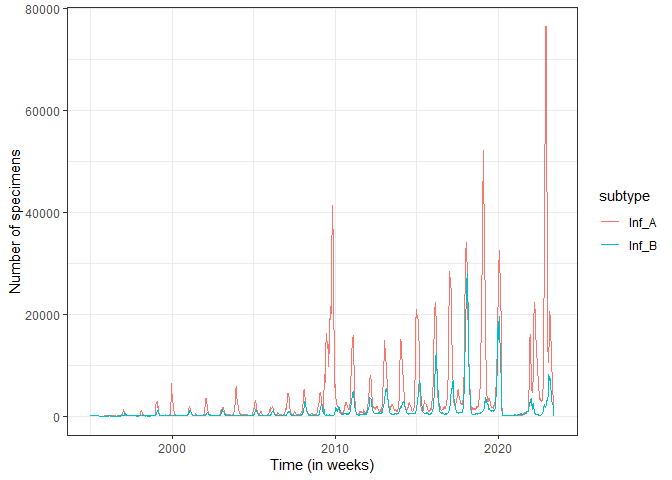 80000
60000
40000
20000
0
Number of specimens
2000
2010
2020
Time (in weeks)
subtype
Inf_A
Inf_B